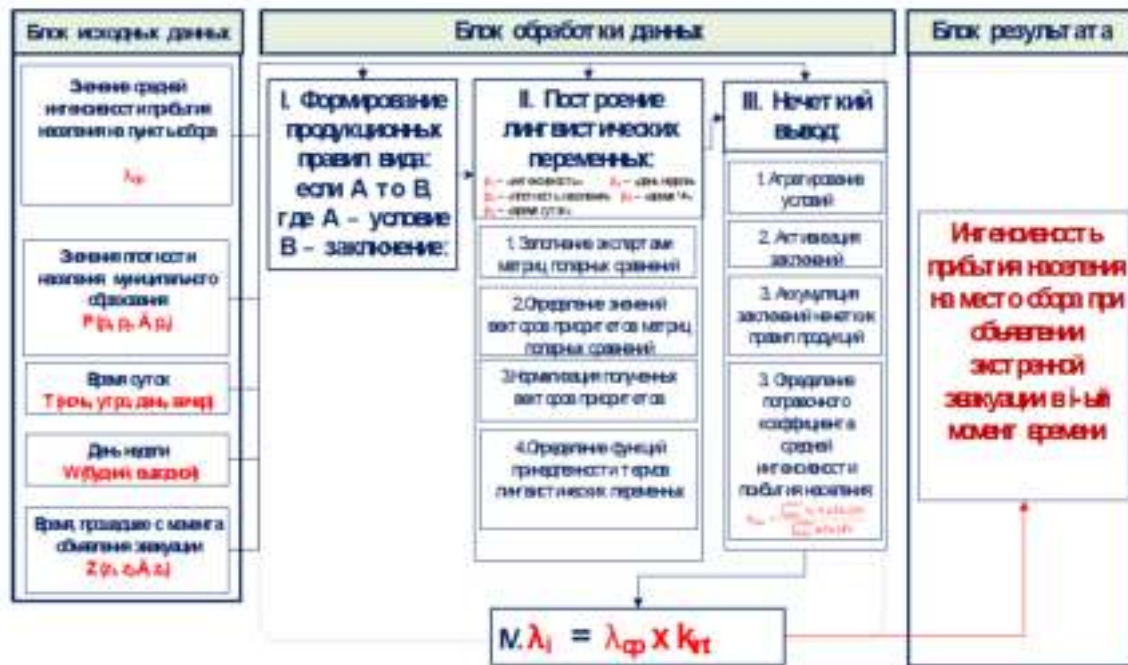 Блок исходных данных
Значение средней
интенсивности прибытия
населения на пункты сбора
λср
Значения плотности
населения муниципального
образования
Время суток
T (ночь, утро, день, вечер)
День недели
W (будний, выходной)
Время, прошедшее с момента
объявления эвакуации
Блок обработки данных
I. Формирование
продукционных
правил вида:
если А то В,
где А – условие
В – заключение:
II. Построение
лингвистических
переменных:
1. Заполнение экспертами
матриц попарных сравнений
2.Определение значений
векторов приоритетов матриц
попарных сравнений
3.Нормализация полученных
векторов приоритетов
4.Определение функций
принадлежности термов
лингвистических переменных
III. Нечеткий
вывод:
1. Агрегирование
условий
2. Активизация
заключений
3. Аккумуляция
заключений нечетких
правил продукций
3. Определение
поправочного
коэффициента
средней
интенсивности
прибытия населения
IV. λi = λср x
Блок результата
Интенсивность
прибытия населения
на место сбора при
объявлении
экстренной
эвакуации в i-ый
момент времени